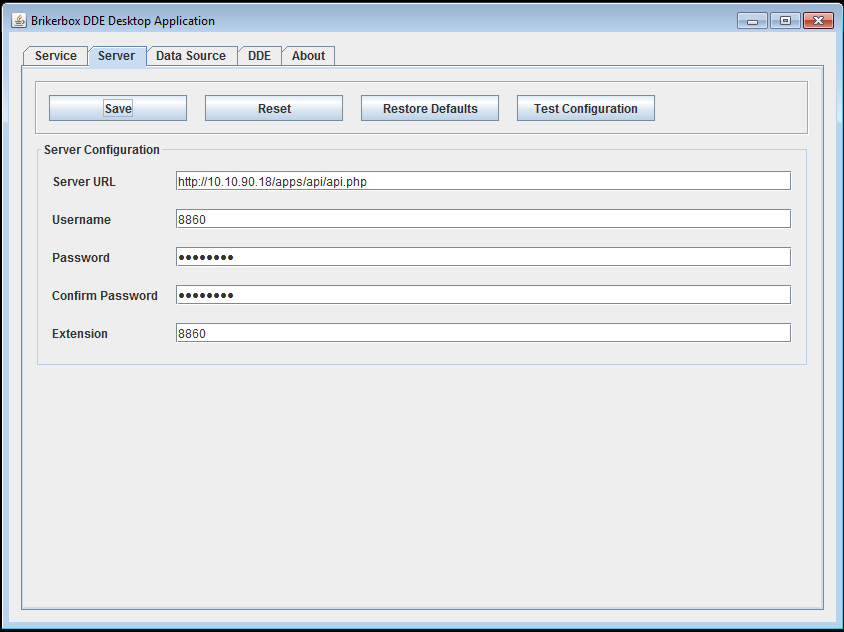 Brikerbox DDE Desktop Application
Service Server Data Source DDE About
Save Reset Restore Defaults Test Configuration
Server Configuration
Server URL http://10.10.90.18/apps/api/api.php
Username 8860
Password ••••••••
Confirm Password ••••••••
Extension 8860